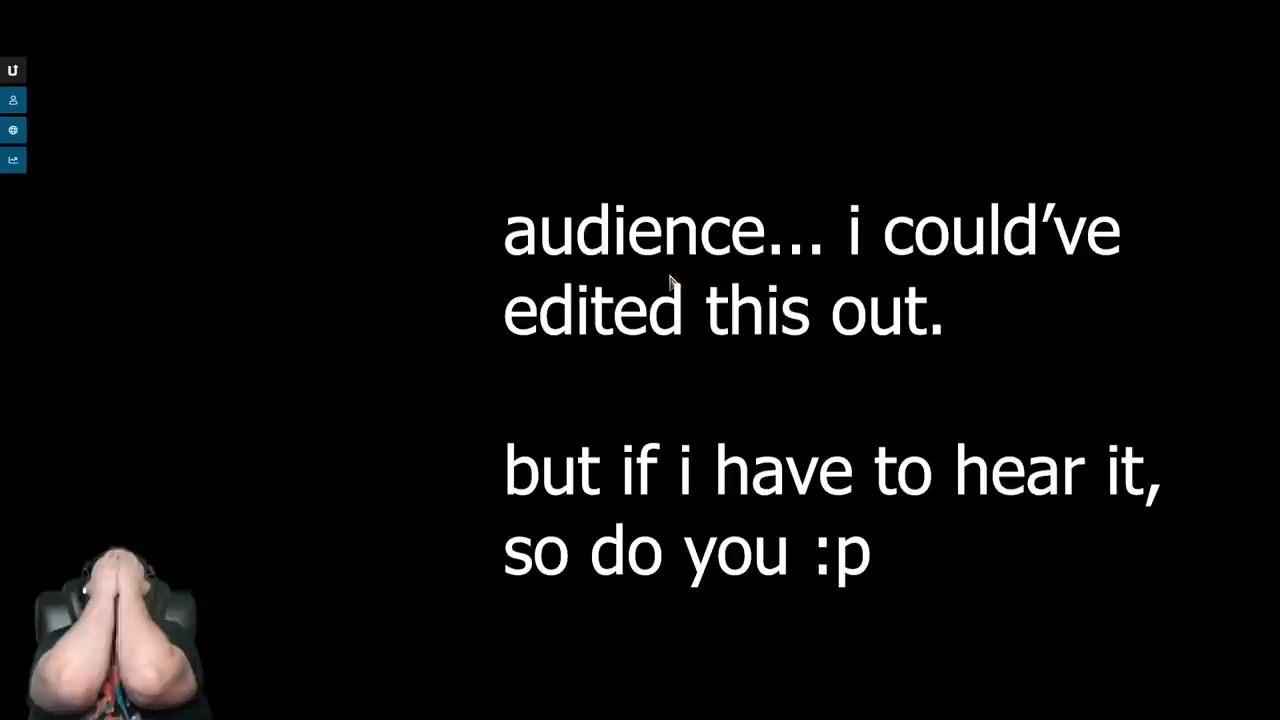 audience... i could’ve
edited this out.
but if i have to hear it,
so do you :p